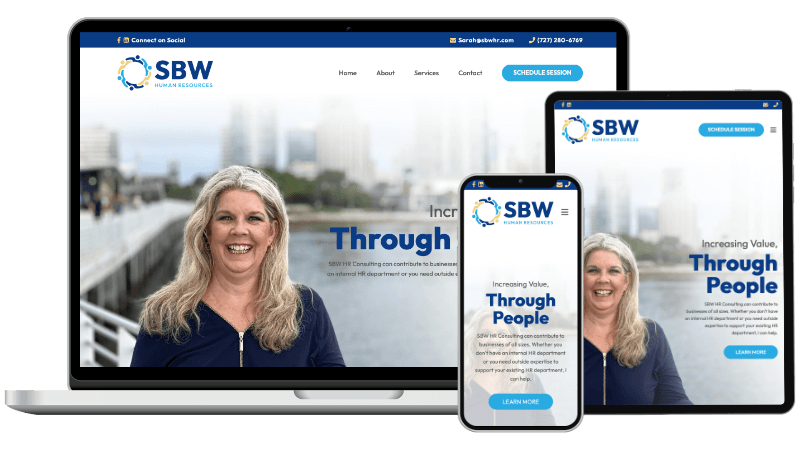 Connect on Social
Sarah@sbwhr.com
(727) 280-6769
SBW
HUMAN RESOURCES
Home
About
Services
Contact
SCHEDULE SESSION
Increasing
Through
SBW HR Consulting can contribute to businesses
an internal HR department or you need outside
SBW
HUMAN RESOURCES
SCHEDULE SESSION
Increasing Value,
Through
People
SBW HR Consulting can contribute to
businesses of all sizes. Whether you don't have
an internal HR department or you need outside
expertise to support your existing HR
department, I can help.
LEARN MORE
SBW
HUMAN RESOURCES
Increasing Value,
Through
People
SBW HR Consulting can contribute to
businesses of all sizes. Whether you
don't have an internal HR department
or you need outside expertise to
support your existing HR department, I
can help.
LEARN MORE